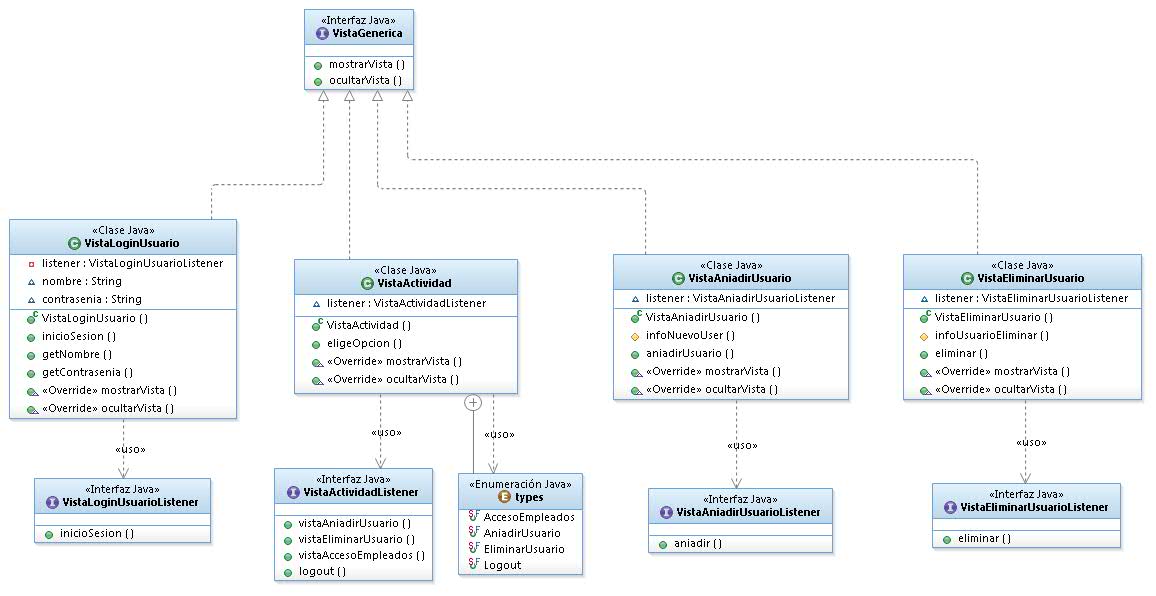 «Interfaz Java»
VistaGenerica
mostrarVista ()
ocultarVista ()
«Clase Java»
VistaLoginUsuario
listener : VistaLoginUsuarioListener
nombre : String
contrasenia : String
VistaLoginUsuario ()
inicioSesion ()
getNombre ()
getContrasenia ()
«Override» mostrarVista ()
«Override» ocultarVista ()
«Clase Java»
VistaActividad
listener : VistaActividadListener
VistaActividad ()
eligeOpcion ()
«Override» mostrarVista ()
«Override» ocultarVista ()
«Clase Java»
VistaAniadirUsuario
listener : VistaAniadirUsuarioListener
VistaAniadirUsuario ()
infoNuevoUser ()
aniadirUsuario ()
«Override» mostrarVista ()
«Override» ocultarVista ()
«Clase Java»
VistaEliminarUsuario
listener : VistaEliminarUsuarioListener
VistaEliminarUsuario ()
infoUsuarioEliminar ()
eliminar ()
«Override» mostrarVista ()
«Override» ocultarVista ()
«uso»
«uso»
«uso»
«uso»
«uso»
«Interfaz Java»
VistaLoginUsuarioListener
inicioSesion ()
«Interfaz Java»
VistaActividadListener
vistaAniadirUsuario ()
vistaEliminarUsuario ()
vistaAccesoEmpleados ()
logout ()
«Enumeración Java»
types
AccesoEmpleados
AniadirUsuario
EliminarUsuario
Logout
«Interfaz Java»
VistaAniadirUsuarioListener
aniadir ()
«Interfaz Java»
VistaEliminarUsuarioListener
eliminar ()